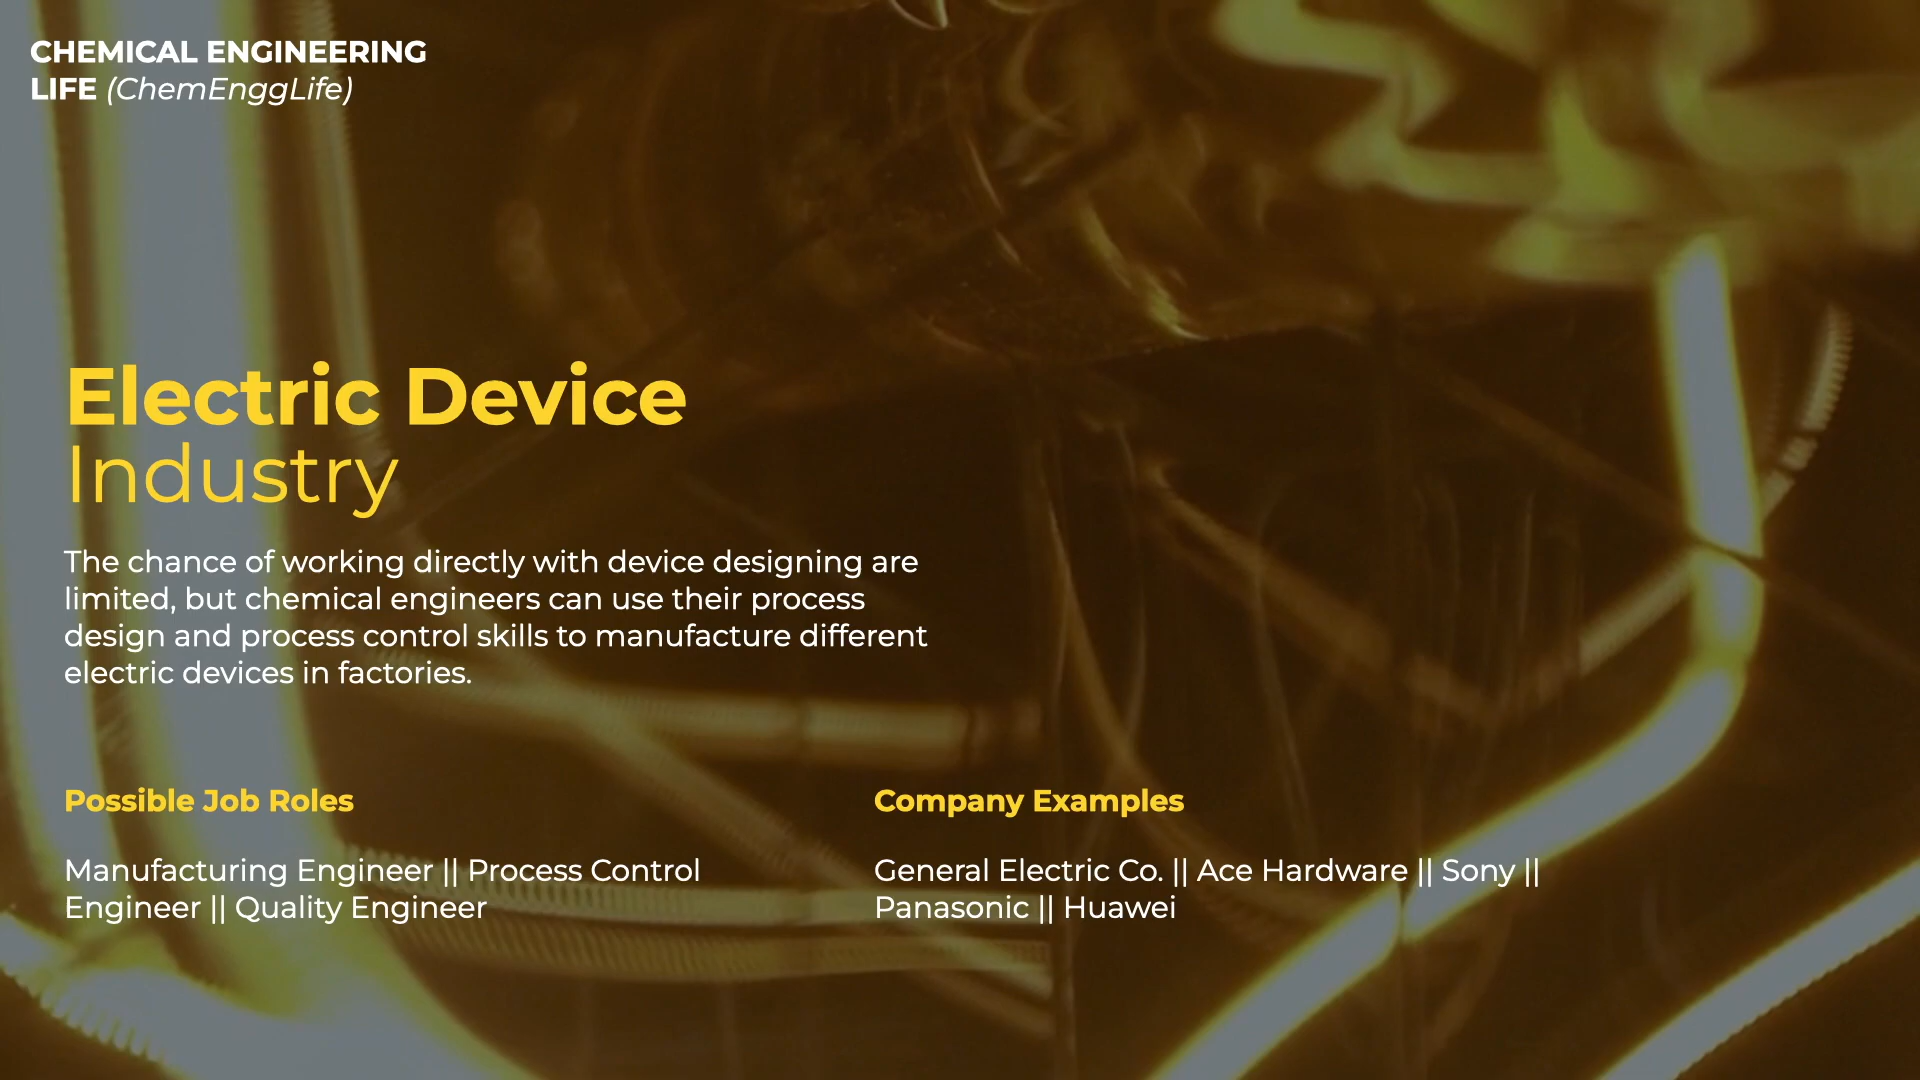 CHEMICAL ENGINEERING
LIFE (ChemEnggLife)
Electric Device
Industry
The chance of working directly with device designing are
limited, but chemical engineers can use their process
design and process control skills to manufacture different
electric devices in factories.
Possible Job Roles
Manufacturing Engineer || Process Control
Engineer || Quality Engineer
Company Examples
General Electric Co. || Ace Hardware || Sony ||
Panasonic || Huawei